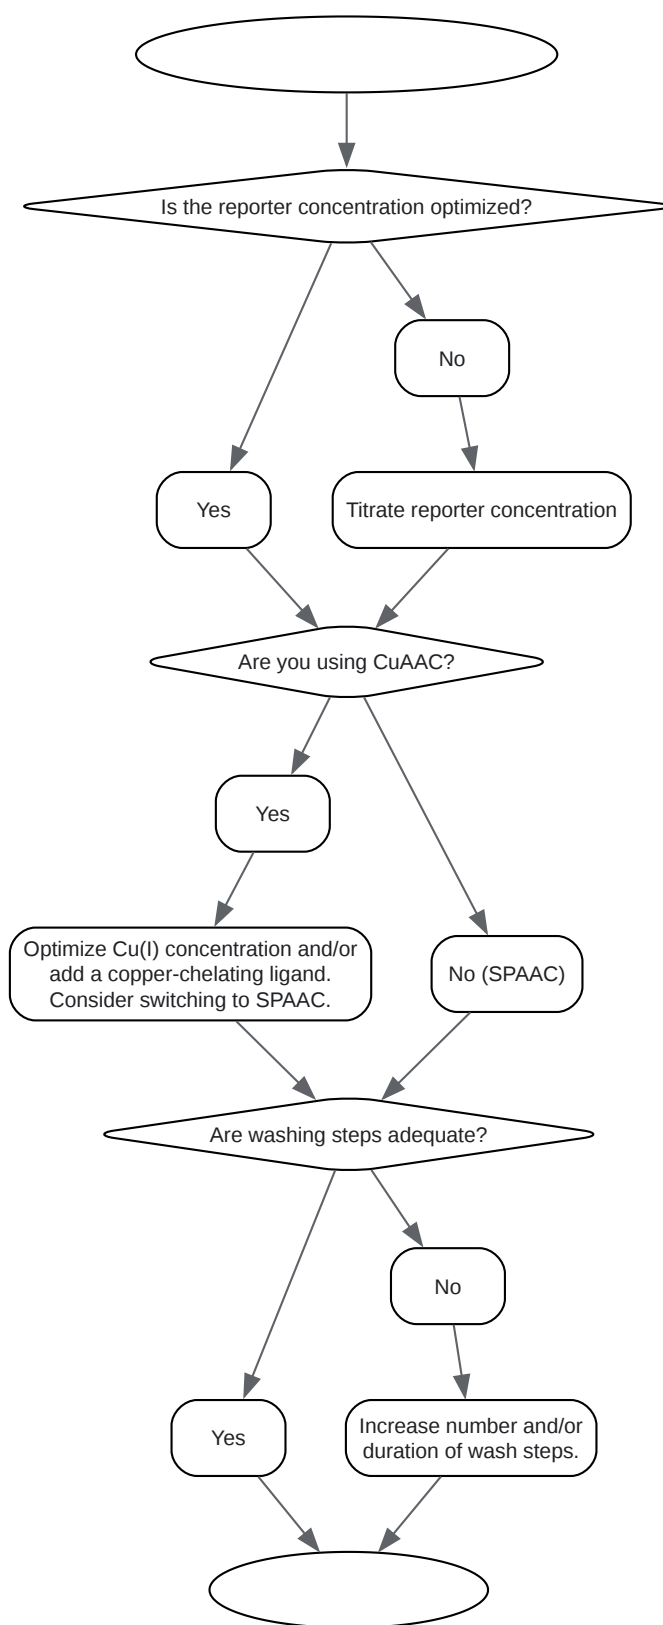 Is the reporter concentration optimized?
No
Yes
Titrate reporter concentration
Are you using CuAAC?
Yes
Optimize Cu(I) concentration and/or
add a copper-chelating ligand.
Consider switching to SPAAC.
No (SPAAC)
Are washing steps adequate?
No
Yes
Increase number and/or
duration of wash steps.